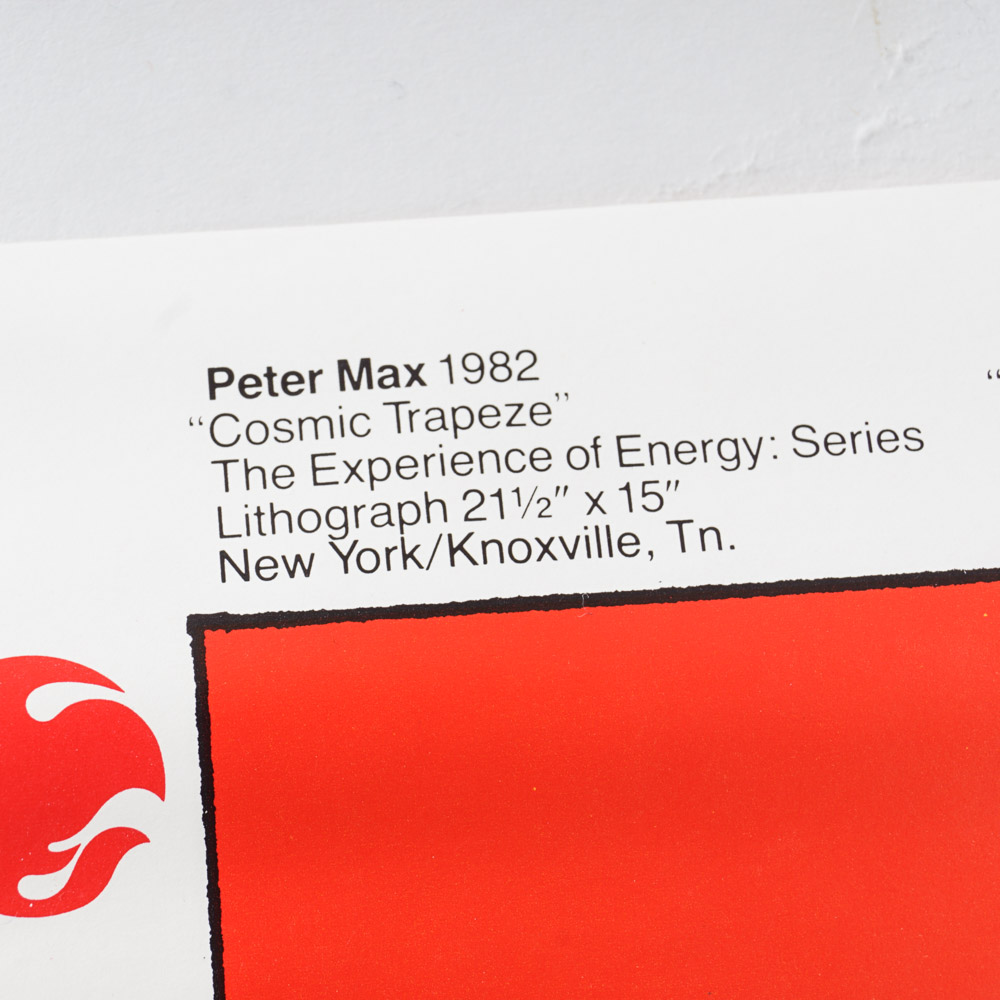 Peter Max 1982
“Cosmic Trapeze”
The Experience of Energy: Series
Lithograph 21½″ x 15″
New York/Knoxville, Tn.
“